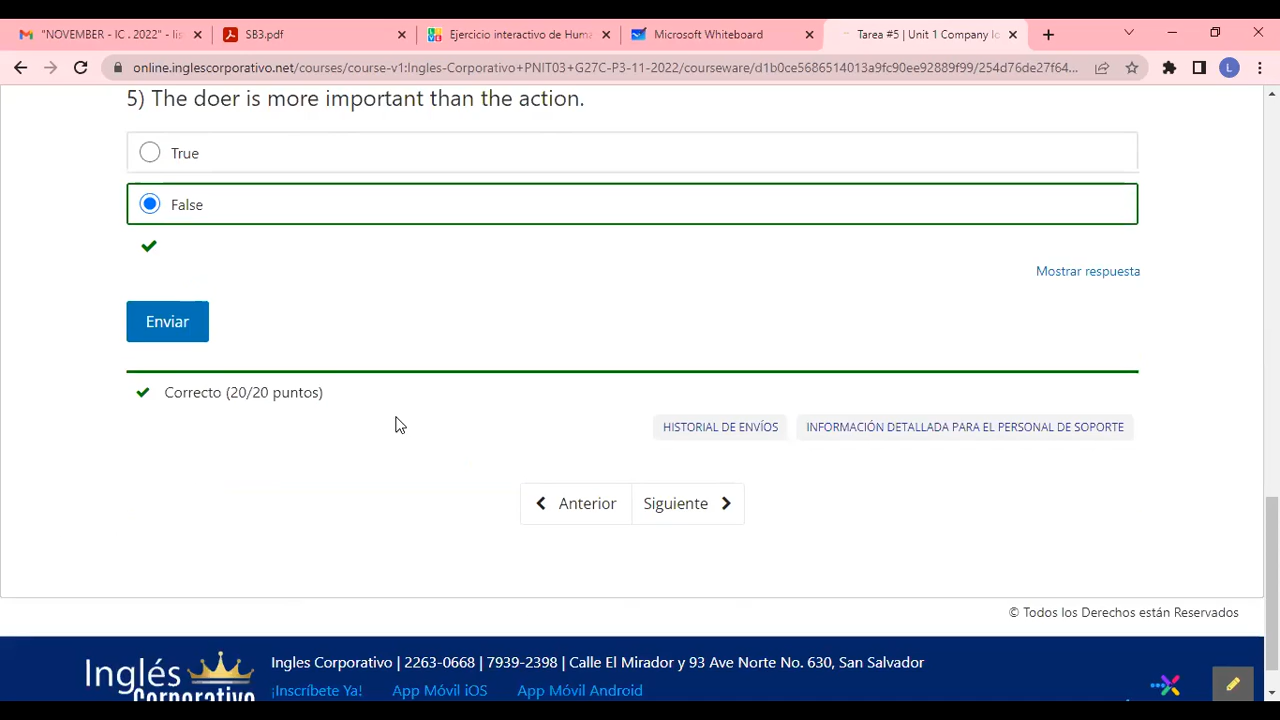 "NOVEMBER - IC . 2022" - lis
SB3.pdf
Ejercicio interactivo de Huma
Microsoft Whiteboard
Tarea #5 | Unit 1 Company lo
online.inglescorporativo.net/courses/course-v1:Ingles-Corporativo+PNIT03+G27C-P3-11-2022/courseware/d1b0ce5686514013a9fc90ee92889f99/254d76de27f64...
L
5) The doer is more important than the action.
True
False
Mostrar respuesta
Enviar
Correcto (20/20 puntos)
HISTORIAL DE ENVÍOS
INFORMACIÓN DETALLADA PARA EL PERSONAL DE SOPORTE
Anterior
Siguiente
© Todos los Derechos están Reservados
Inglés
Corporativo
Ingles Corporativo | 2263-0668 | 7939-2398 | Calle El Mirador y 93 Ave Norte No. 630, San Salvador
¡Inscríbete Ya!
App Móvil iOS
App Móvil Android